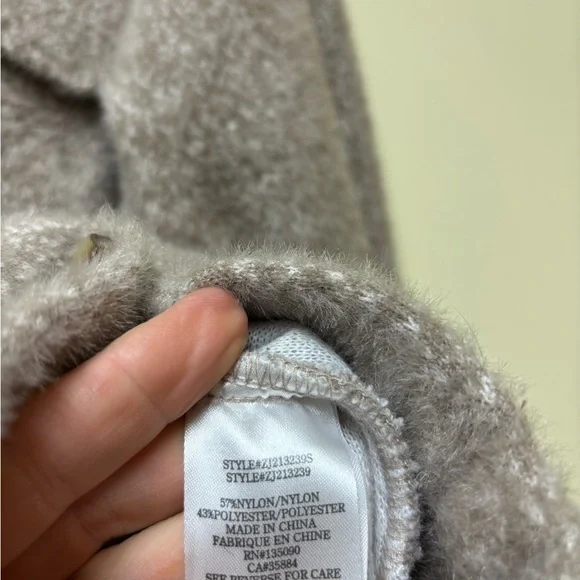 STYLE#ZJ213239S
STYLE#ZJ213239
57%NYLON/NYLON
43%POLYESTER/POLYESTER
MADE IN CHINA
FABRIQUE EN CHINE
RN#135090
CA#35884
SEE REVERSE FOR CARE